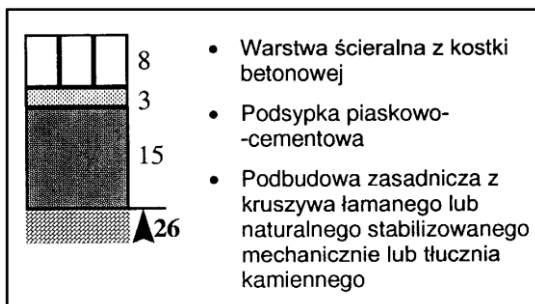 8
3
15
26
• Warstwa ścieralna z kostki
betonowej
• Podsypka piaskowo-
-cementowa
• Podbudowa zasadnicza z
kruszywa łamanego lub
naturalnego stabilizowanego
mechanicznie lub tłucznia
kamiennego